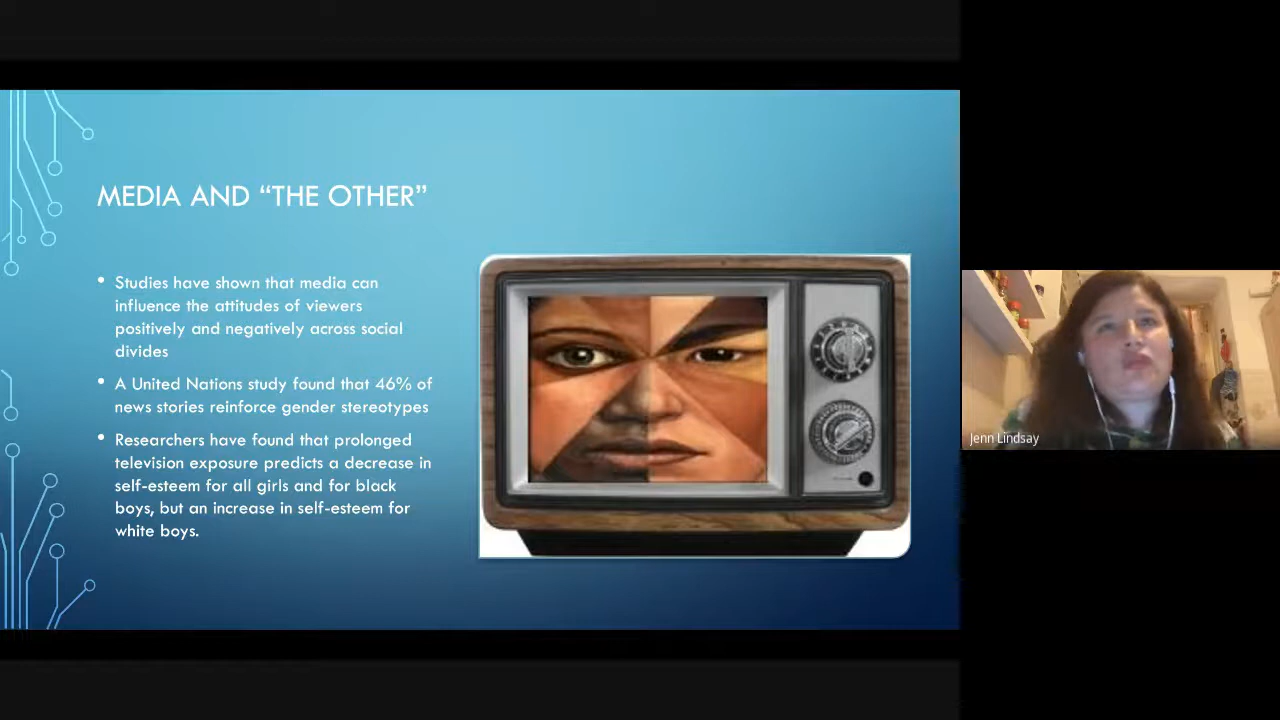 MEDIA AND “THE OTHER”
• Studies have shown that media can
influence the attitudes of viewers
positively and negatively across social
divides
• A United Nations study found that 46% of
news stories reinforce gender stereotypes
• Researchers have found that prolonged
television exposure predicts a decrease in
self-esteem for all girls and for black
boys, but an increase in self-esteem for
white boys.
Jenn Lindsay